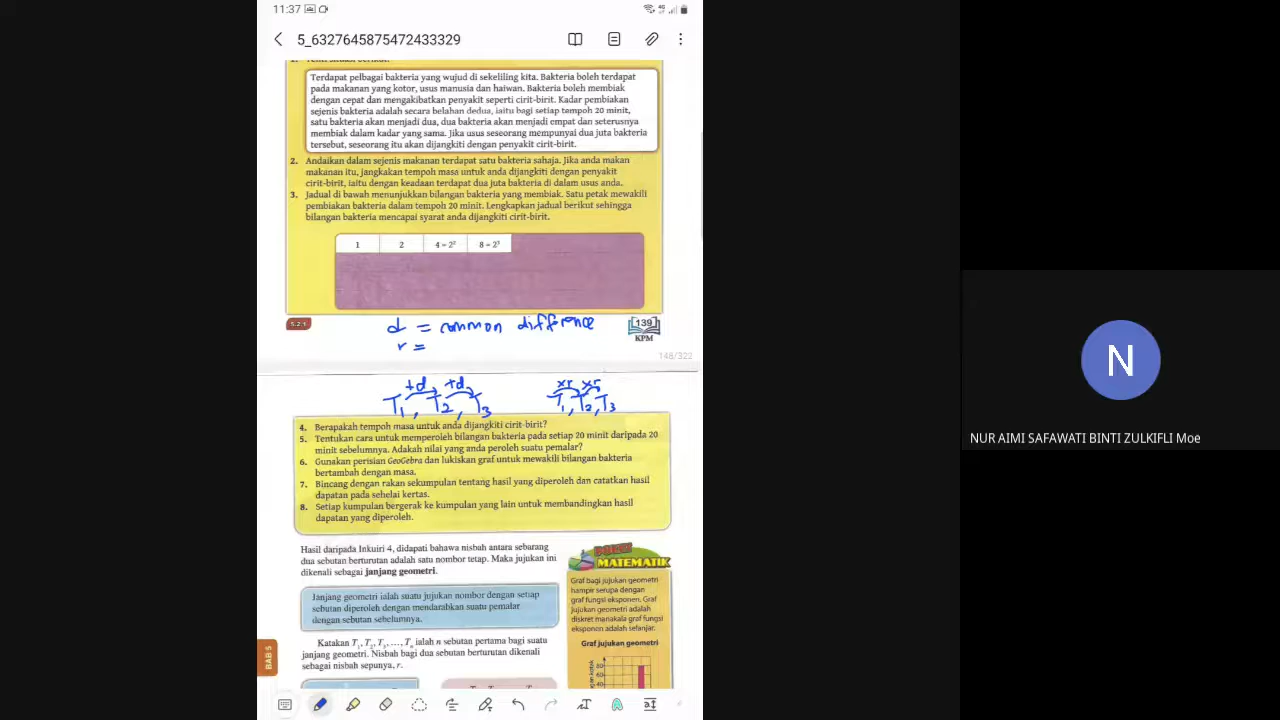 11:37
5_6327645875472433329
Terdapat pelbagai bakteria yang wujud di sekeliling kita. Bakteria boleh terdapat
pada makanan yang kotor, usus manusia dan haiwan. Bakteria boleh membiak
dengan cepat dan mengakibatkan penyakit seperti cirit-birit. Kadar pembiakan
sejenis bakteria adalah secara belahan dedua, iaitu bagi setiap tempoh 20 minit,
satu bakteria akan menjadi dua, dua bakteria akan menjadi empat dan seterusnya
membiak dalam kadar yang sama. Jika usus seseorang mempunyai dua juta bakteria
tersebut, seseorang itu akan dijangkiti dengan penyakit cirit-birit.
2. Andaikan dalam sejenis makanan terdapat satu bakteria sahaja. Jika anda makan
makanan itu, jangkakan tempoh masa untuk anda dijangkiti dengan penyakit
cirit-birit, iaitu dengan keadaan terdapat dua juta bakteria di dalam usus anda.
3. Jadual di bawah menunjukkan bilangan bakteria yang membiak. Satu petak mewakili
pembiakan bakteria dalam tempoh 20 minit. Lengkapkan jadual berikut sehingga
bilangan bakteria mencapai syarat anda dijangkiti cirit-birit.
1 2 4 = 2² 8 = 2³
5.2.1
d = common difference
r =
139
KPM
148/322
+d +d
T₁, T₂, T₃
xr xr
T₁, T₂, T₃
4. Berapakah tempoh masa untuk anda dijangkiti cirit-birit?
5. Tentukan cara untuk memperoleh bilangan bakteria pada setiap 20 minit daripada 20
minit sebelumnya. Adakah nilai yang anda peroleh suatu pemalar?
6. Gunakan perisian GeoGebra dan lukiskan graf untuk mewakili bilangan bakteria
bertambah dengan masa.
7. Bincang dengan rakan sekumpulan tentang hasil yang diperoleh dan catatkan hasil
dapatan pada sehelai kertas.
8. Setiap kumpulan bergerak ke kumpulan yang lain untuk membandingkan hasil
dapatan yang diperoleh.
Hasil daripada Inkuiri 4, didapati bahawa nisbah antara sebarang
dua sebutan berturutan adalah satu nombor tetap. Maka jujukan ini
dikenali sebagai janjang geometri.
Janjang geometri ialah suatu jujukan nombor dengan setiap
sebutan diperoleh dengan mendarabkan suatu pemalar
dengan sebutan sebelumnya.
Katakan T₁, T₂, T₃, ..., Tₙ ialah n sebutan pertama bagi suatu
janjang geometri. Nisbah bagi dua sebutan berturutan dikenali
sebagai nisbah sepunya, r.
MATEMATIK
Graf bagi jujukan geometri
hampir serupa dengan
graf fungsi eksponen. Graf
jujukan geometri adalah
diskret manakala graf fungsi
eksponen adalah selanjar.
Graf jujukan geometri
BAB 5
N
NUR AIMI SAFAWATI BINTI ZULKIFLI Moe